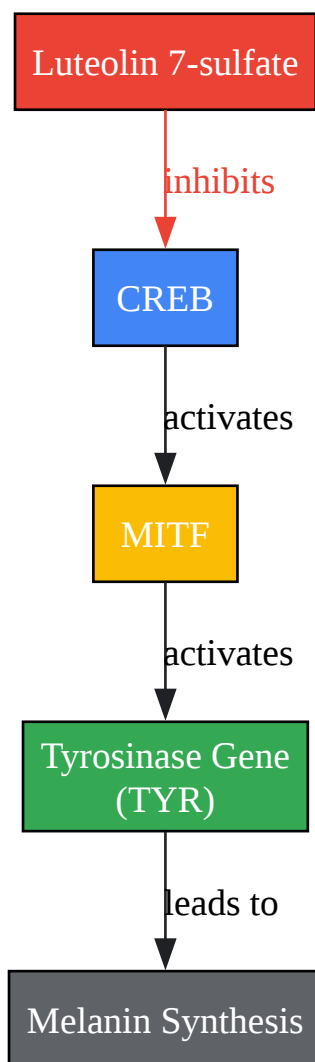 Luteolin 7-sulfate
inhibits
CREB
activates
MITF
activates
Tyrosinase Gene
(TYR)
leads to
Melanin Synthesis